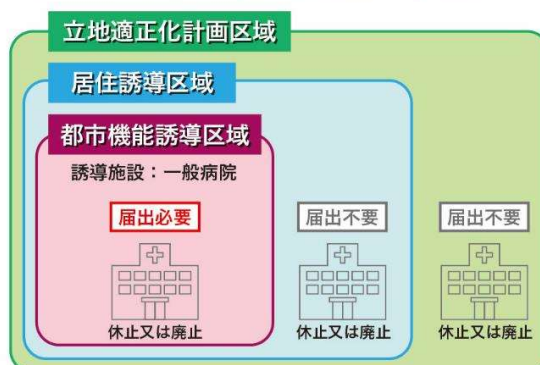 立地適正化計画区域
居住誘導区域
都市機能誘導区域
誘導施設：一般病院
届出必要
届出不要
届出不要
休止又は廃止
休止又は廃止
休止又は廃止